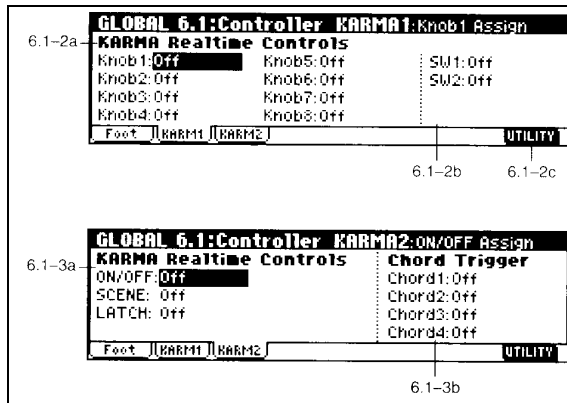 GLOBAL 6.1:Controller KARMA1:Knob1 Assign
6.1–2a
KARMA Realtime Controls
Knob1:Off Knob5:Off SW1:Off
Knob2:Off Knob6:Off SW2:Off
Knob3:Off Knob7:Off
Knob4:Off Knob8:Off
Foot KARM1 KARM2 UTILITY
6.1–2b 6.1–2c
GLOBAL 6.1:Controller KARMA2:ON/OFF Assign
6.1–3a
KARMA Realtime Controls Chord Trigger
ON/OFF:Off Chord1:Off
SCENE: Off Chord2:Off
LATCH: Off Chord3:Off
Chord4:Off
Foot KARM1 KARM2 UTILITY
6.1–3b